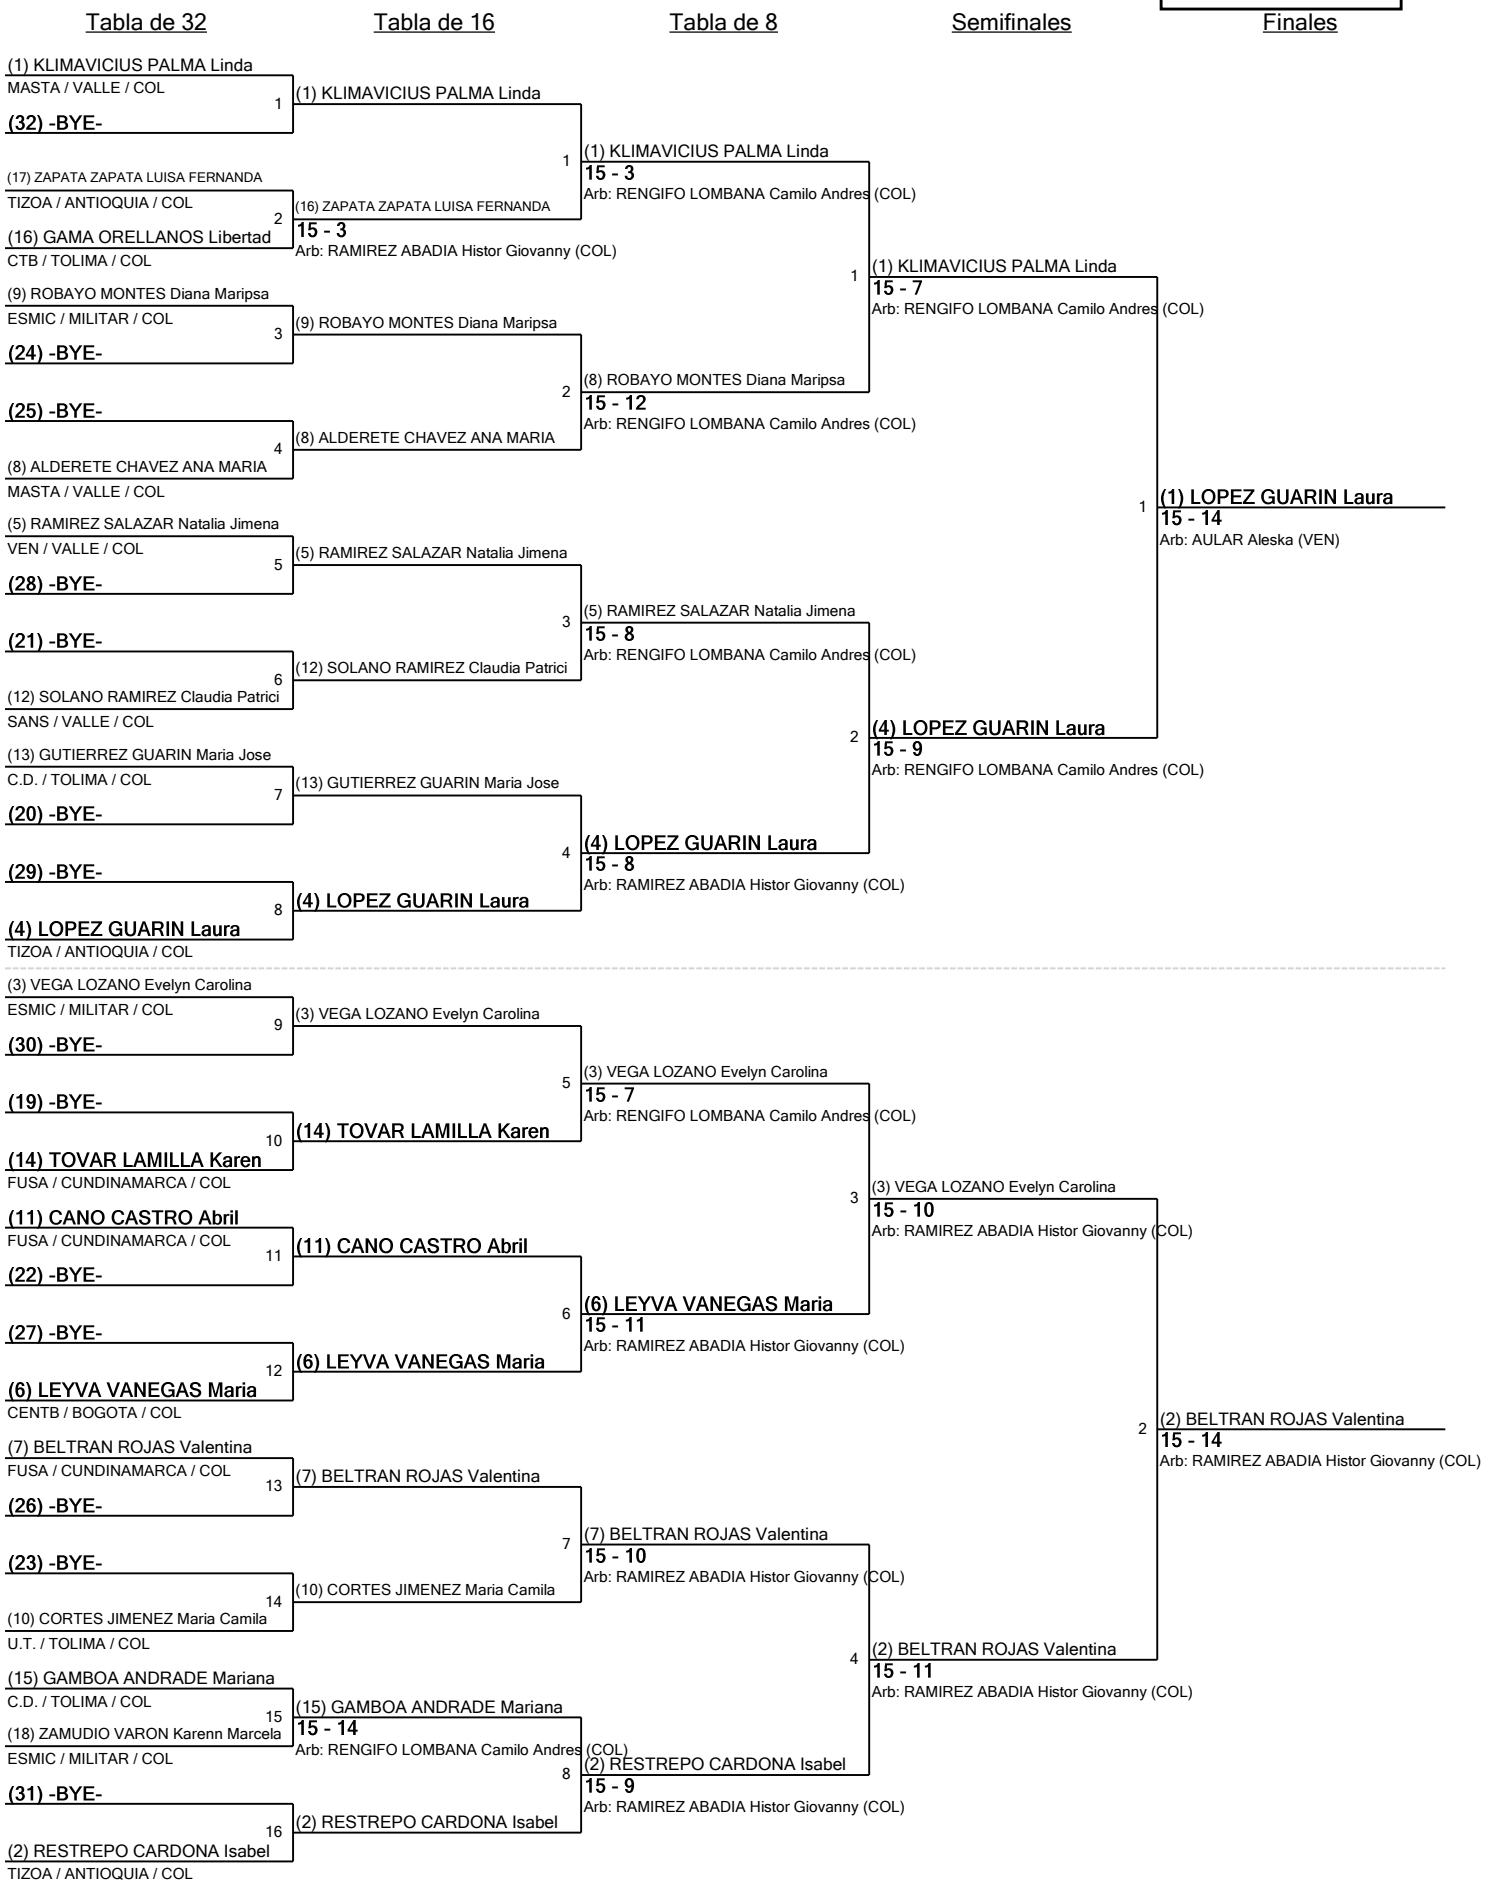 Tabla de 32
Tabla de 16
Tabla de 8
Semifinales
Finales
(1) KLIMAVICIUS PALMA Linda
MASTA / VALLE / COL
1
(32) -BYE-
(17) ZAPATA ZAPATA LUISA FERNANDA
TIZOA / ANTIOQUIA / COL
2
(16) GAMA ORELLANOS Libertad
CTB / TOLIMA / COL
(9) ROBAYO MONTES Diana Maripsa
ESMIC / MILITAR / COL
3
(24) -BYE-
(25) -BYE-
4
(8) ALDERETE CHAVEZ ANA MARIA
MASTA / VALLE / COL
(5) RAMIREZ SALAZAR Natalia Jimena
VEN / VALLE / COL
5
(28) -BYE-
(21) -BYE-
6
(12) SOLANO RAMIREZ Claudia Patrici
SANS / VALLE / COL
(13) GUTIERREZ GUARIN Maria Jose
C.D. / TOLIMA / COL
7
(20) -BYE-
(29) -BYE-
8
(4) LOPEZ GUARIN Laura
TIZOA / ANTIOQUIA / COL
(3) VEGA LOZANO Evelyn Carolina
ESMIC / MILITAR / COL
9
(30) -BYE-
(19) -BYE-
10
(14) TOVAR LAMILLA Karen
FUSA / CUNDINAMARCA / COL
(11) CANO CASTRO Abril
FUSA / CUNDINAMARCA / COL
11
(22) -BYE-
(27) -BYE-
12
(6) LEYVA VANEGAS Maria
CENTB / BOGOTA / COL
(7) BELTRAN ROJAS Valentina
FUSA / CUNDINAMARCA / COL
13
(26) -BYE-
(23) -BYE-
14
(10) CORTES JIMENEZ Maria Camila
U.T. / TOLIMA / COL
(15) GAMBOA ANDRADE Mariana
C.D. / TOLIMA / COL
15
(18) ZAMUDIO VARON Karenn Marcela
ESMIC / MILITAR / COL
(31) -BYE-
16
(2) RESTREPO CARDONA Isabel
TIZOA / ANTIOQUIA / COL
(1) KLIMAVICIUS PALMA Linda
1
(16) ZAPATA ZAPATA LUISA FERNANDA
15 - 3
Arb: RAMIREZ ABADIA Histor Giovanny (COL)
(9) ROBAYO MONTES Diana Maripsa
2
(8) ALDERETE CHAVEZ ANA MARIA
(5) RAMIREZ SALAZAR Natalia Jimena
3
(12) SOLANO RAMIREZ Claudia Patrici
(13) GUTIERREZ GUARIN Maria Jose
4
(4) LOPEZ GUARIN Laura
(3) VEGA LOZANO Evelyn Carolina
5
(14) TOVAR LAMILLA Karen
(11) CANO CASTRO Abril
6
(6) LEYVA VANEGAS Maria
(7) BELTRAN ROJAS Valentina
7
(10) CORTES JIMENEZ Maria Camila
(15) GAMBOA ANDRADE Mariana
15 - 14
Arb: RENGIFO LOMBANA Camilo Andres (COL)
8
(2) RESTREPO CARDONA Isabel
(1) KLIMAVICIUS PALMA Linda
15 - 3
Arb: RENGIFO LOMBANA Camilo Andres (COL)
1
(8) ROBAYO MONTES Diana Maripsa
15 - 12
Arb: RENGIFO LOMBANA Camilo Andres (COL)
(5) RAMIREZ SALAZAR Natalia Jimena
15 - 8
Arb: RENGIFO LOMBANA Camilo Andres (COL)
2
(4) LOPEZ GUARIN Laura
15 - 8
Arb: RAMIREZ ABADIA Histor Giovanny (COL)
(3) VEGA LOZANO Evelyn Carolina
15 - 7
Arb: RENGIFO LOMBANA Camilo Andres (COL)
3
(6) LEYVA VANEGAS Maria
15 - 11
Arb: RAMIREZ ABADIA Histor Giovanny (COL)
(7) BELTRAN ROJAS Valentina
15 - 10
Arb: RAMIREZ ABADIA Histor Giovanny (COL)
4
(2) RESTREPO CARDONA Isabel
15 - 9
Arb: RAMIREZ ABADIA Histor Giovanny (COL)
(1) KLIMAVICIUS PALMA Linda
15 - 7
Arb: RENGIFO LOMBANA Camilo Andres (COL)
1
(4) LOPEZ GUARIN Laura
15 - 9
Arb: RENGIFO LOMBANA Camilo Andres (COL)
(3) VEGA LOZANO Evelyn Carolina
15 - 10
Arb: RAMIREZ ABADIA Histor Giovanny (COL)
2
(2) BELTRAN ROJAS Valentina
15 - 11
Arb: RAMIREZ ABADIA Histor Giovanny (COL)
(1) LOPEZ GUARIN Laura
15 - 14
Arb: AULAR Aleska (VEN)
(2) BELTRAN ROJAS Valentina
15 - 14
Arb: RAMIREZ ABADIA Histor Giovanny (COL)